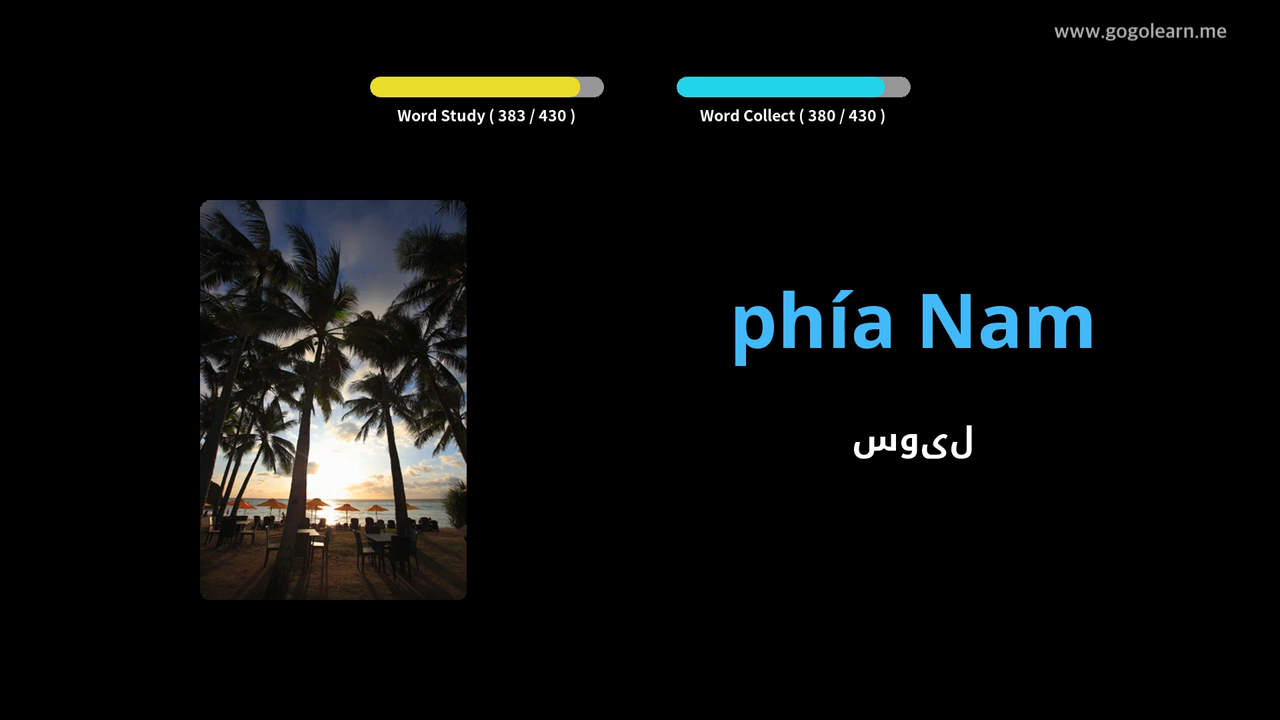 www.gogolearn.me
Word Study ( 383 / 430 )
Word Collect ( 380 / 430 )
phía Nam
لیوس